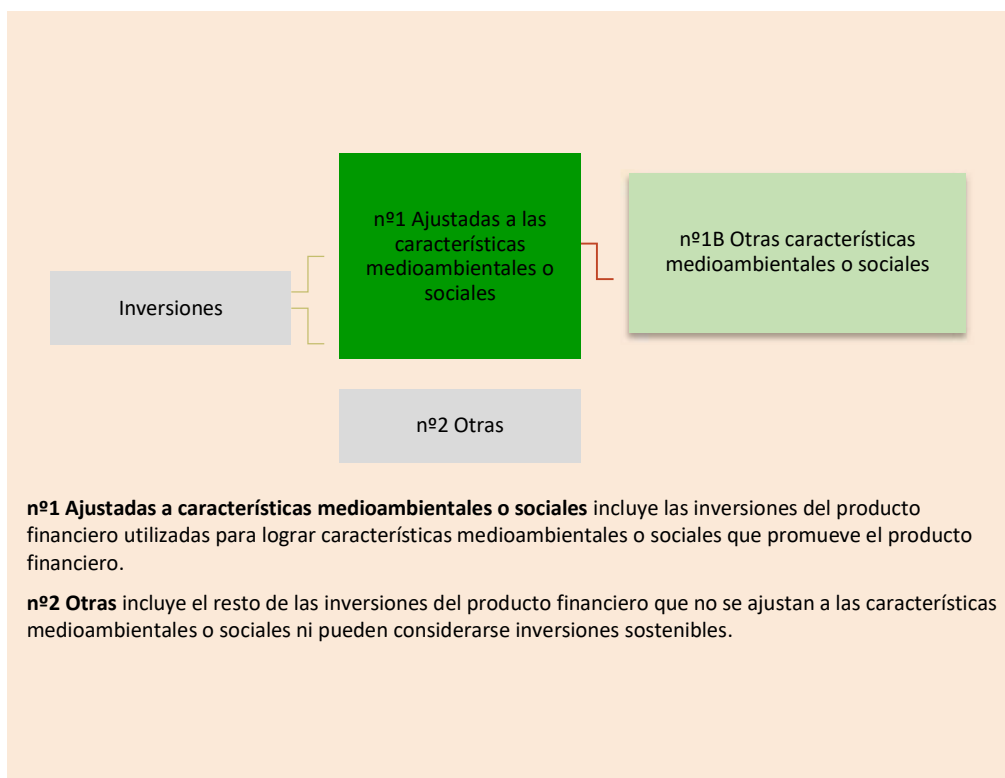 Inversiones
nº1 Ajustadas a las
características
medioambientales o
sociales
nº1B Otras características
medioambientales o sociales
nº2 Otras
nº1 Ajustadas a características medioambientales o sociales incluye las inversiones del producto
financiero utilizadas para lograr características medioambientales o sociales que promueve el producto
financiero.
nº2 Otras incluye el resto de las inversiones del producto financiero que no se ajustan a las características
medioambientales o sociales ni pueden considerarse inversiones sostenibles.